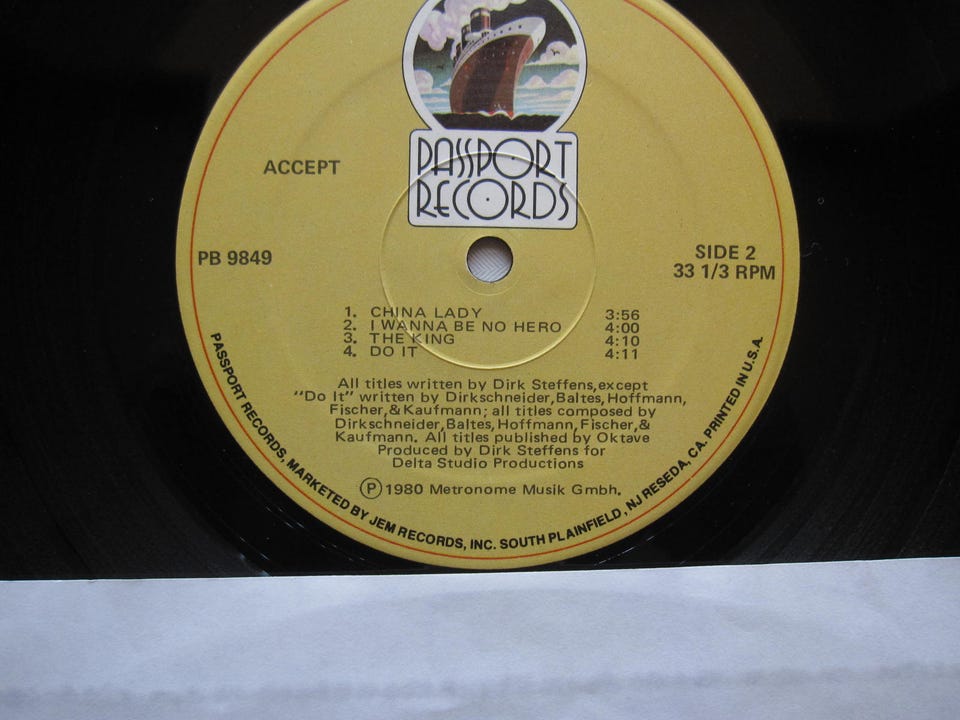 PASSPORT
RECORDS
ACCEPT
PB 9849
SIDE 2
33 1/3 RPM
1. CHINA LADY 3:56
2. I WANNA BE NO HERO 4:00
3. THE KING 4:10
4. DO IT 4:11
All titles written by Dirk Steffens, except
"Do It" written by Dirkschneider, Baltes, Hoffmann,
Fischer, & Kaufmann; all titles composed by
Dirkschneider, Baltes, Hoffmann, Fischer, &
Kaufmann. All titles published by Oktave
Produced by Dirk Steffens for
Delta Studio Productions
Ⓟ 1980 Metronome Musik Gmbh.
PASSPORT RECORDS, MARKETED BY JEM RECORDS, INC. SOUTH PLAINFIELD, NJ RESEDA, CA. PRINTED IN U.S.A.